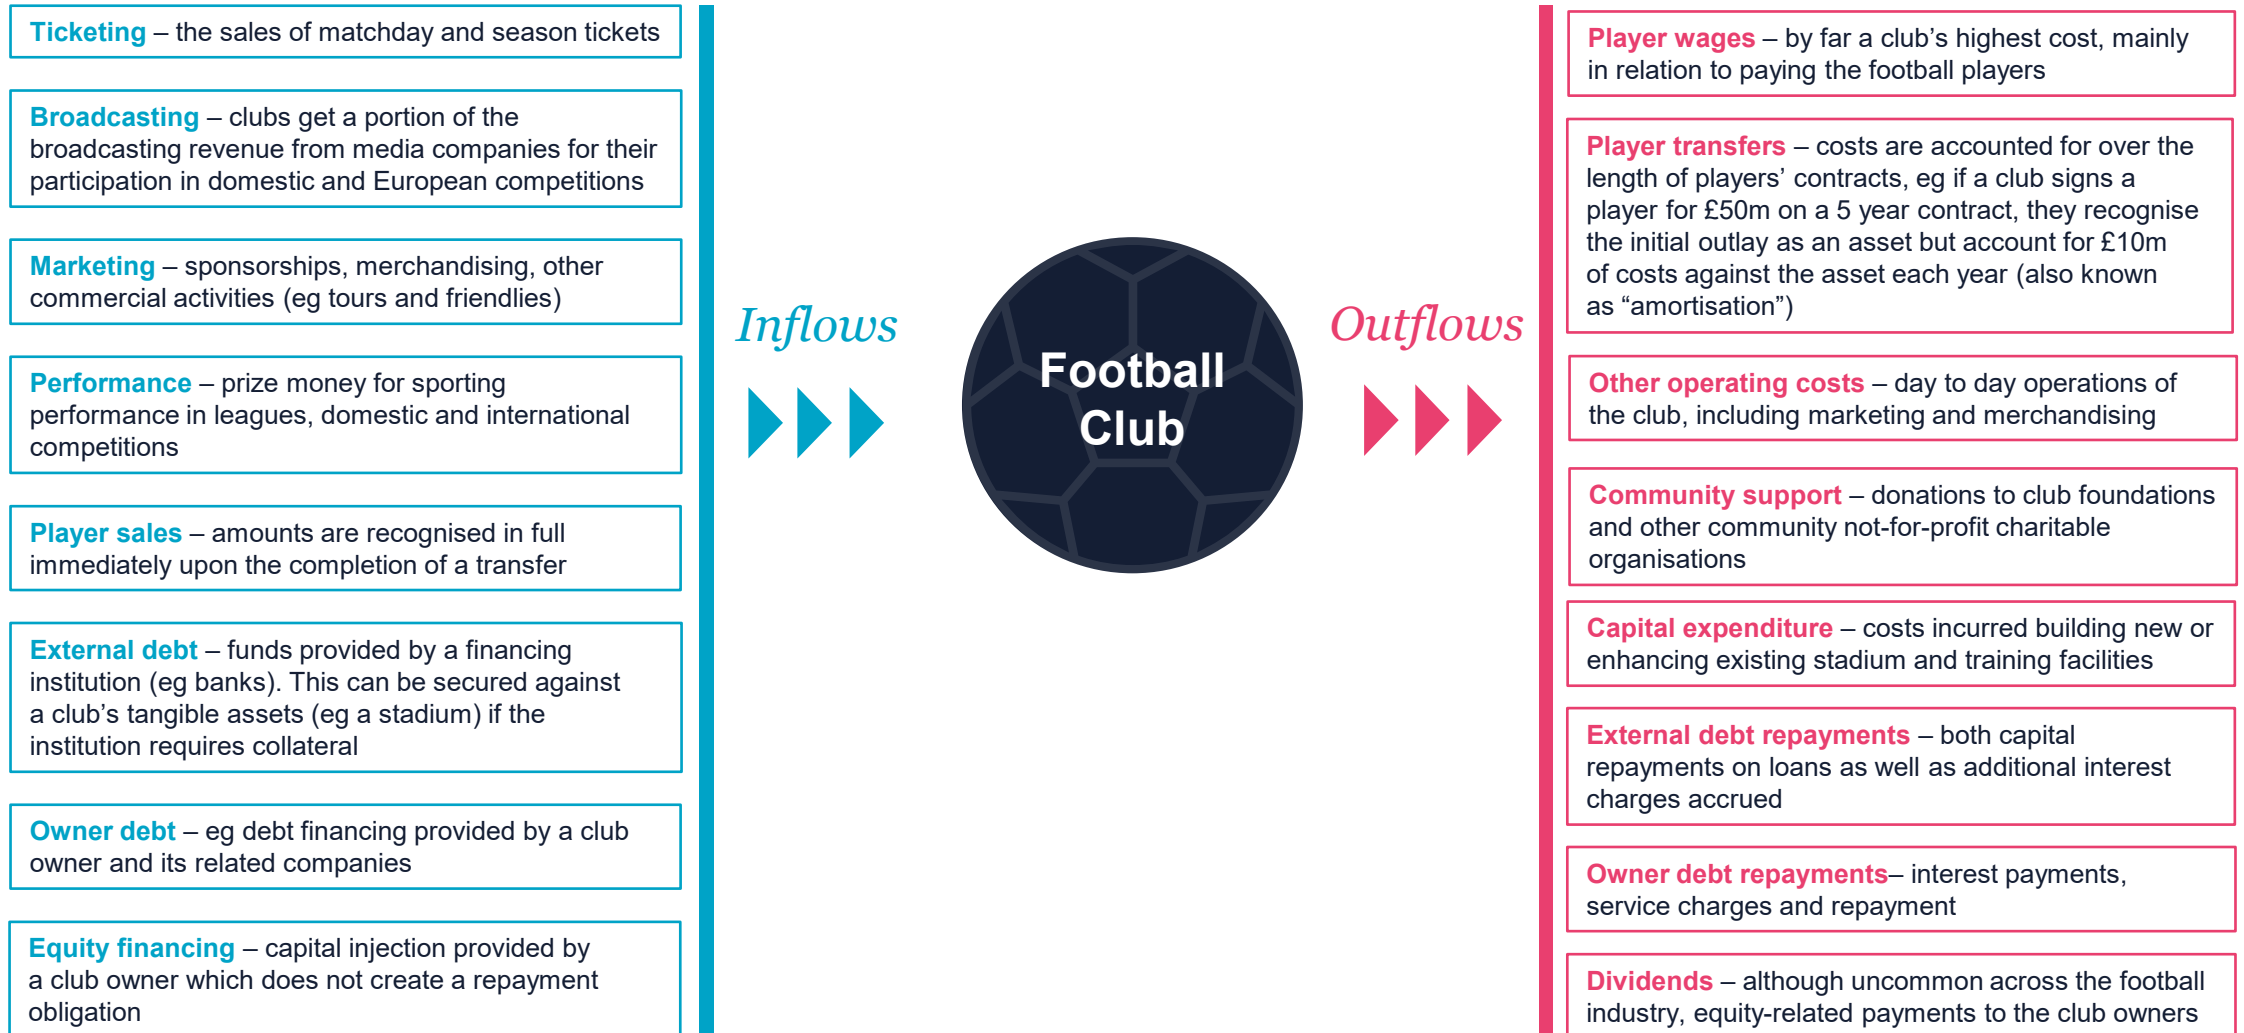 Ticketing – the sales of matchday and season tickets
Broadcasting – clubs get a portion of the
broadcasting revenue from media companies for their
participation in domestic and European competitions
Marketing – sponsorships, merchandising, other
commercial activities (eg tours and friendlies)
Performance – prize money for sporting
performance in leagues, domestic and international
competitions
Player sales – amounts are recognised in full
immediately upon the completion of a transfer
External debt – funds provided by a financing
institution (eg banks). This can be secured against
a club’s tangible assets (eg a stadium) if the
institution requires collateral
Owner debt – eg debt financing provided by a club
owner and its related companies
Equity financing – capital injection provided by
a club owner which does not create a repayment
obligation
Inflows
Football
Club
Outflows
Player wages – by far a club’s highest cost, mainly
in relation to paying the football players
Player transfers – costs are accounted for over the
length of players’ contracts, eg if a club signs a
player for £50m on a 5 year contract, they recognise
the initial outlay as an asset but account for £10m
of costs against the asset each year (also known
as “amortisation”)
Other operating costs – day to day operations of
the club, including marketing and merchandising
Community support – donations to club foundations
and other community not-for-profit charitable
organisations
Capital expenditure – costs incurred building new or
enhancing existing stadium and training facilities
External debt repayments – both capital
repayments on loans as well as additional interest
charges accrued
Owner debt repayments– interest payments,
service charges and repayment
Dividends – although uncommon across the football
industry, equity-related payments to the club owners